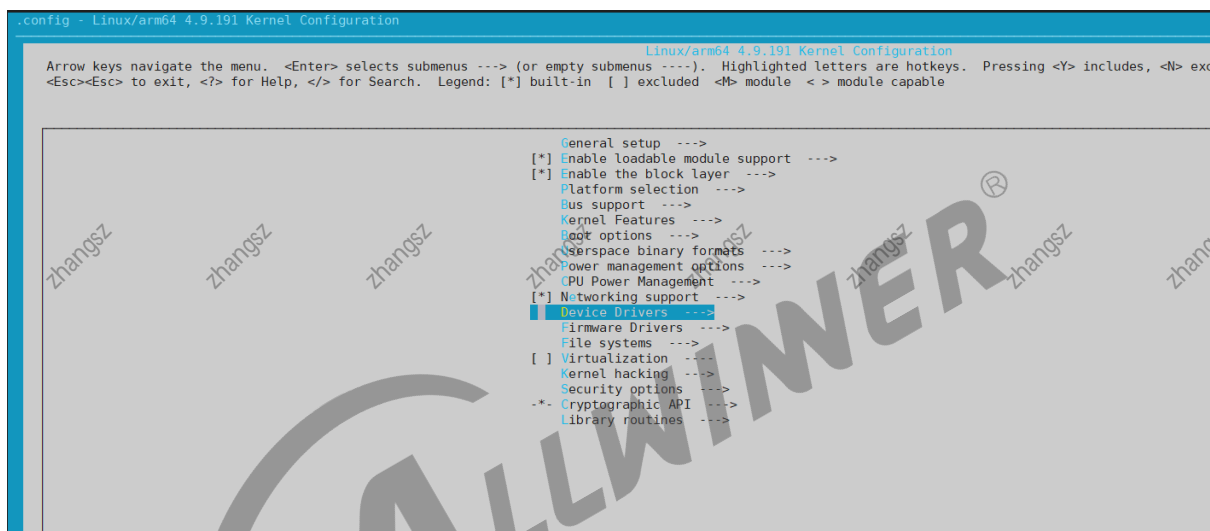 .config - Linux/arm64 4.9.191 Kernel Configuration
Linux/arm64 4.9.191 Kernel Configuration
Arrow keys navigate the menu.  <Enter> selects submenus ---> (or empty submenus ----).  Highlighted letters are hotkeys.  Pressing <Y> includes, <N> exc
<Esc><Esc> to exit, <?> for Help, </> for Search.  Legend: [*] built-in  [ ] excluded  <M> module  < > module capable
General setup  --->
[*] Enable loadable module support  --->
[*] Enable the block layer  --->
Platform selection  --->
Bus support  --->
Kernel Features  --->
Boot options  --->
Userspace binary formats  --->
Power management options  --->
CPU Power Management  --->
[*] Networking support  --->
Device Drivers  --->
Firmware Drivers  --->
File systems  --->
[ ] Virtualization  ----
Kernel hacking  --->
Security options  --->
-*- Cryptographic API  --->
Library routines  --->
zhangsz zhangsz zhangsz zhangsz zhangsz zhangsz zhangsz zhang
ALLWINNER®